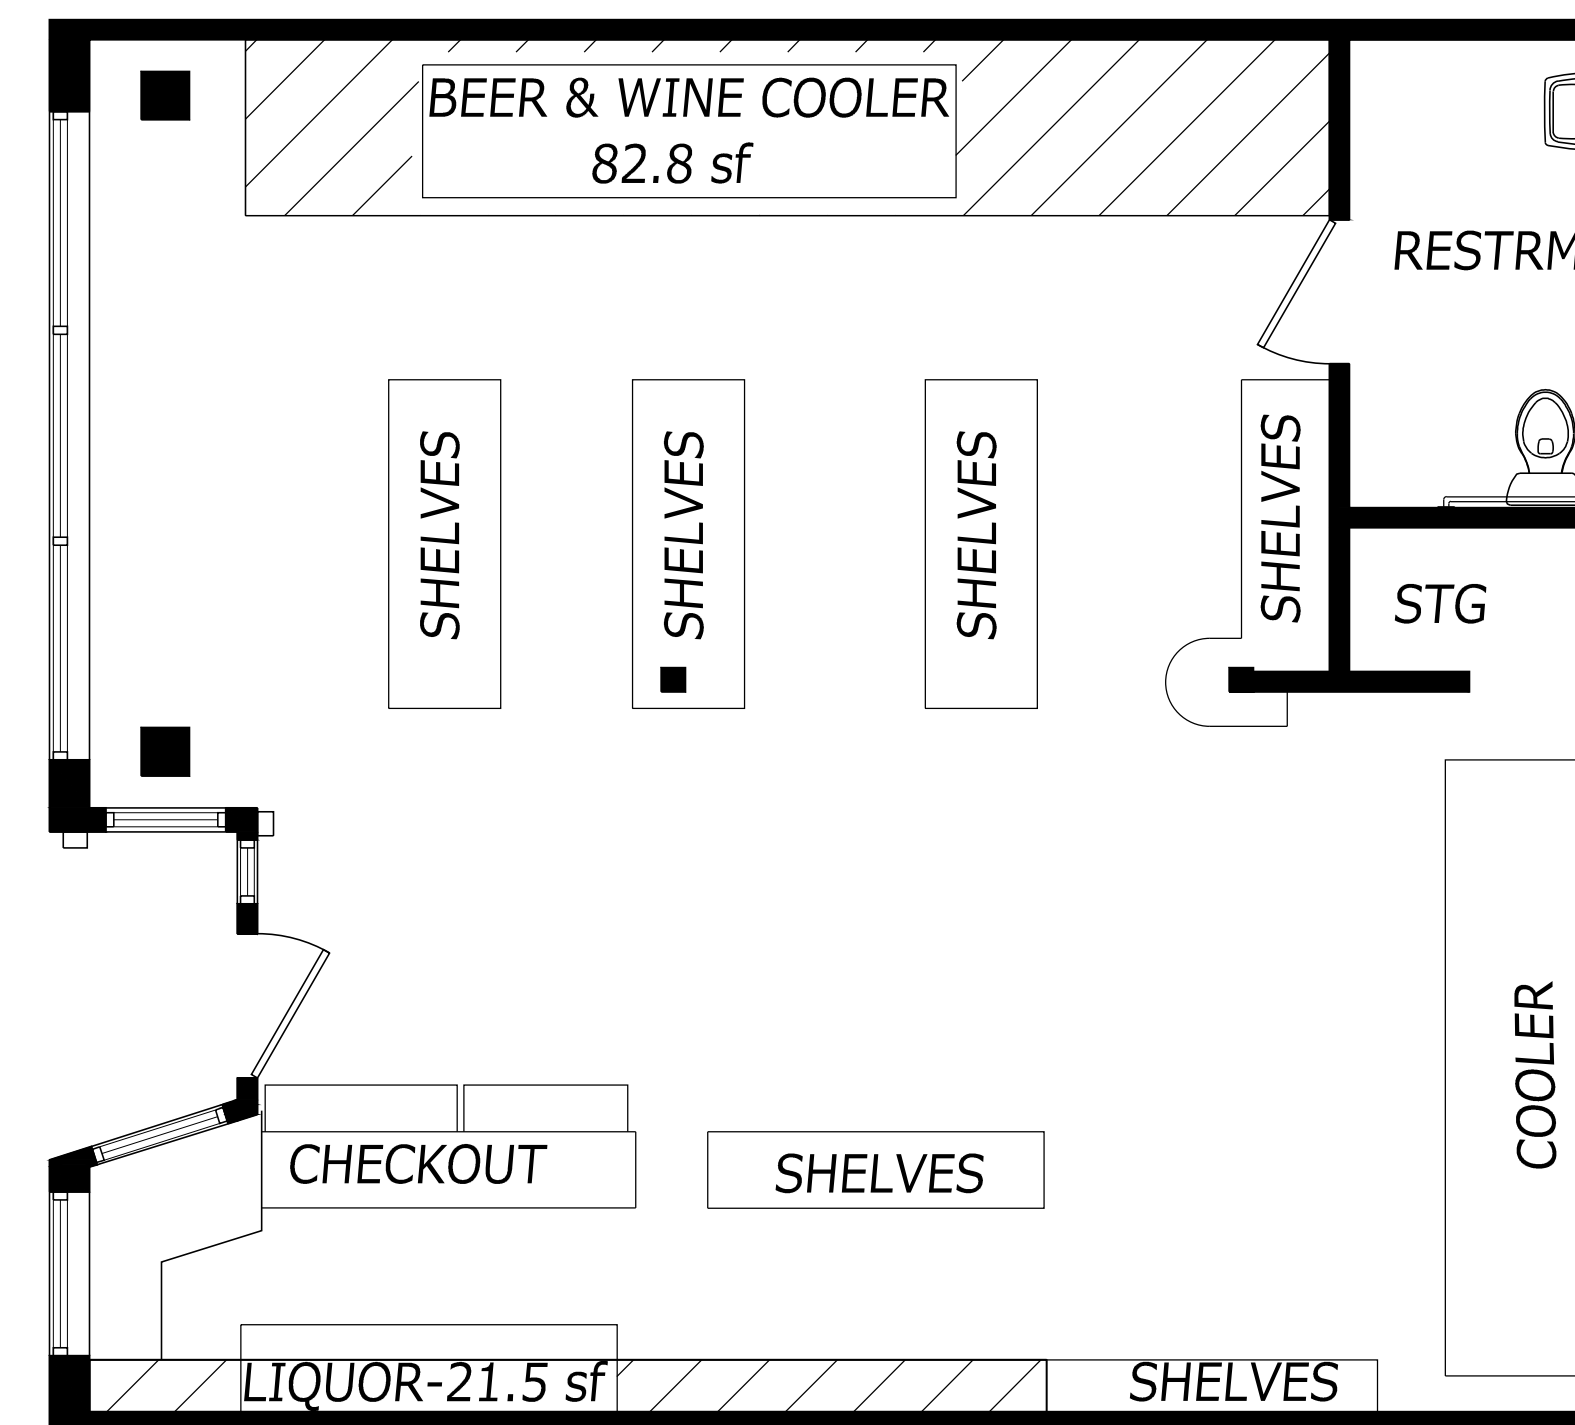 BEER & WINE COOLER
82.8 sf
RESTRM
SHELVES
SHELVES
SHELVES
SHELVES
STG
COOLER
CHECKOUT
SHELVES
LIQUOR-21.5 sf
SHELVES